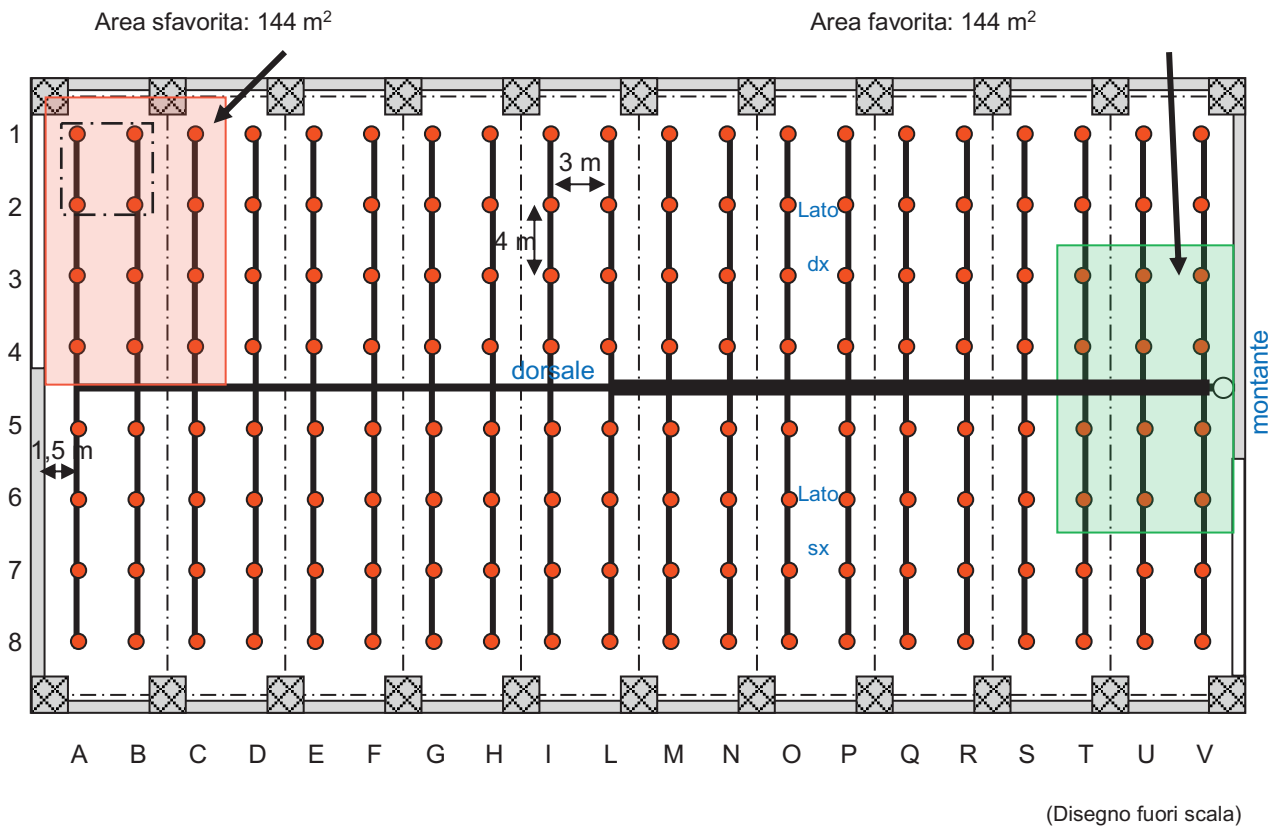 Area sfavorita: 144 m²
Area favorita: 144 m²
1
3 m
2
Lato
4 m
dx
3
4
dorsale
montante
5
1,5 m
6
Lato
sx
7
8
A B C D E F G H I L M N O P Q R S T U V
(Disegno fuori scala)